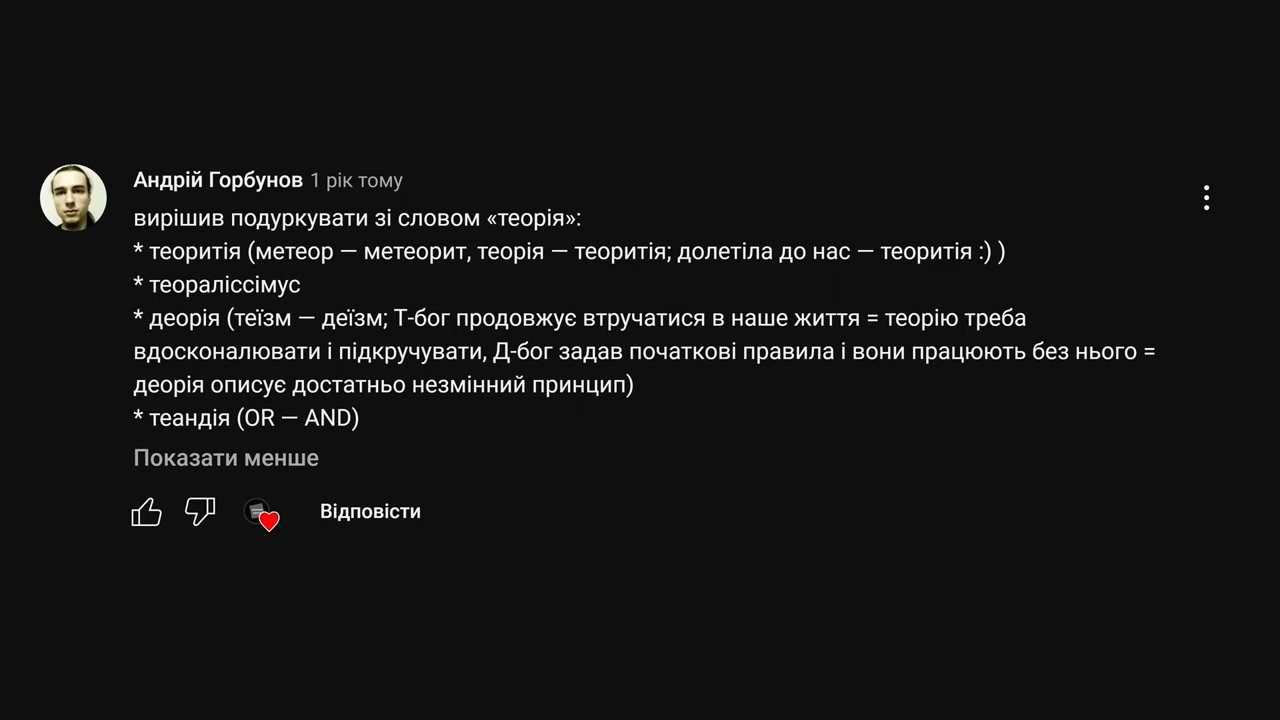 Андрій Горбунов 1 рік тому
вирішив подуркувати зі словом «теорія»:
* теоритія (метеор — метеорит, теорія — теоритія; долетіла до нас — теоритія :) )
* теораліссімус
* деорія (теїзм — деїзм; Т-бог продовжує втручатися в наше життя = теорію треба
вдосконалювати і підкручувати, Д-бог задав початкові правила і вони працюють без нього =
деорія описує достатньо незмінний принцип)
* теандія (OR — AND)
Показати менше
Відповісти